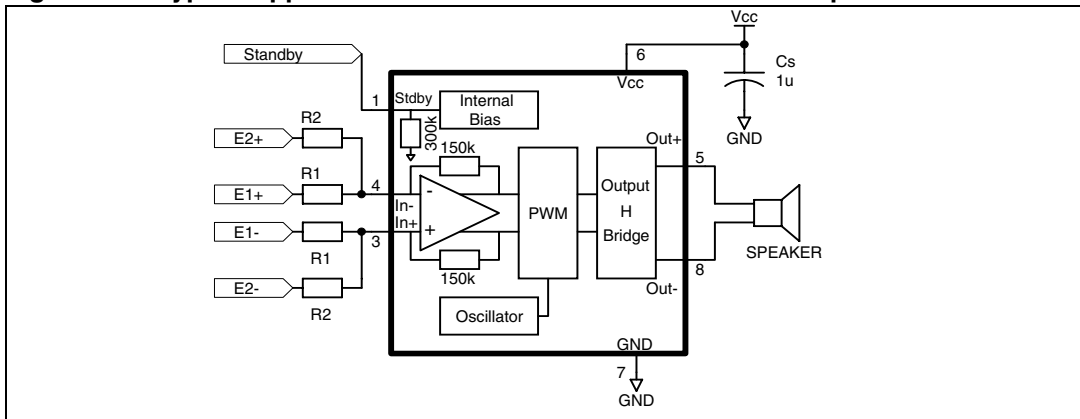 Vcc
Standby
6
Cs
1u
Vcc
1
Stdby
Internal
Bias
300k
GND
R2
E2+
150k
Out+
5
R1
E1+
4
In-
-
Output
H
Bridge
PWM
E1-
In+
+
3
SPEAKER
R1
150k
8
E2-
Out-
R2
Oscillator
GND
7
GND